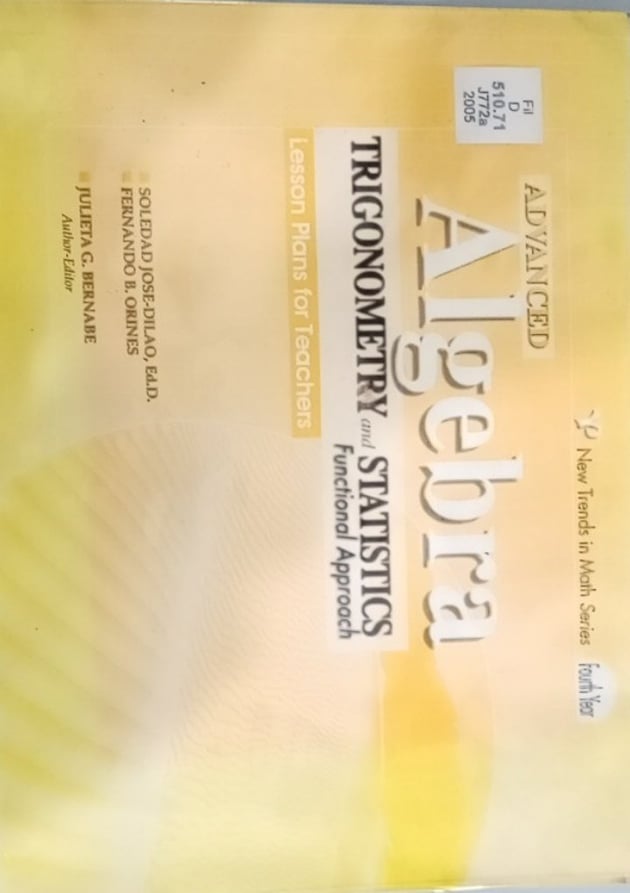 New Trends in Math Series Fourth Year
Fil
D
510.71
J772a
2005
ADVANCED
Algebra
TRIGONOMETRY and STATISTICS
Functional Approach
Lesson Plans for Teachers
SOLEDAD JOSE-DILAO, Ed.D.
FERNANDO B. ORINES
JULIETA G. BERNABE
Author-Editor